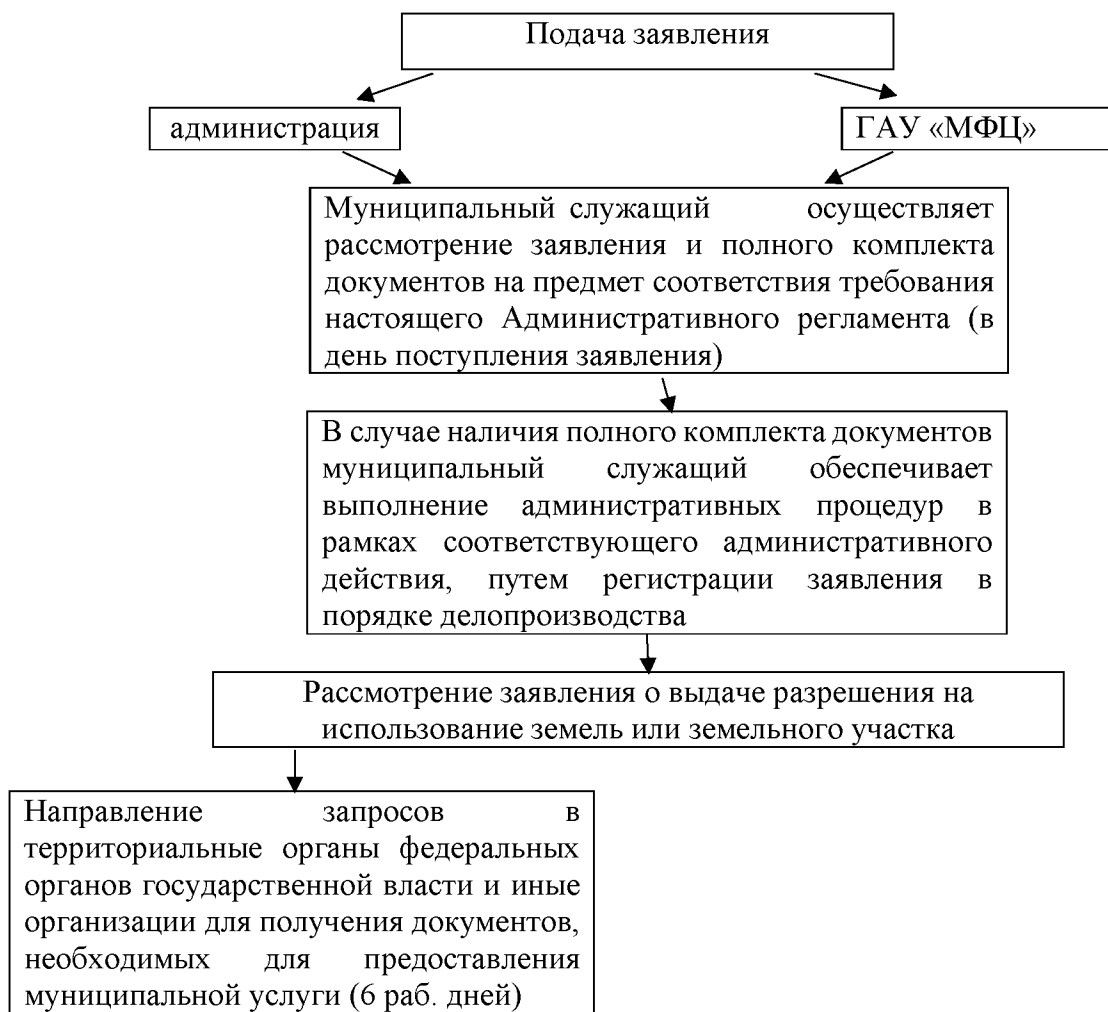 Подача заявления
администрация
ГАУ «МФЦ»
Муниципальный служащий осуществляет
рассмотрение заявления и полного комплекта
документов на предмет соответствия требования
настоящего Административного регламента (в
день поступления заявления)
В случае наличия полного комплекта документов
муниципальный служащий обеспечивает
выполнение административных процедур в
рамках соответствующего административного
действия, путем регистрации заявления в
порядке делопроизводства
Рассмотрение заявления о выдаче разрешения на
использование земель или земельного участка
Направление запросов в
территориальные органы федеральных
органов государственной власти и иные
организации для получения документов,
необходимых для предоставления
муниципальной услуги (6 раб. дней)